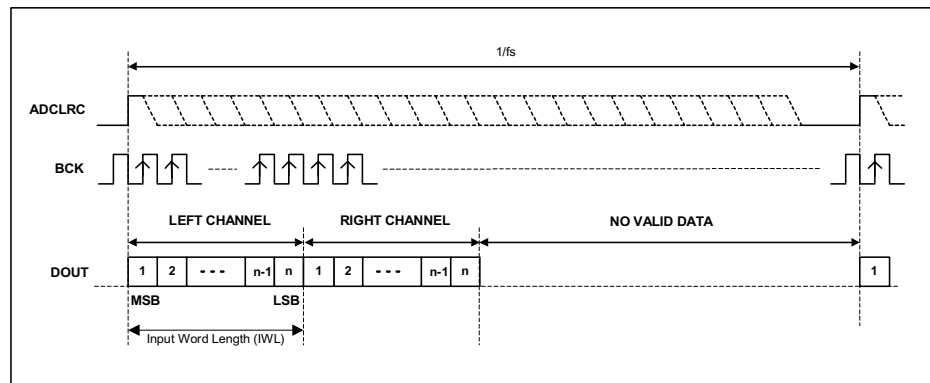 1/fs
ADCLRC
BCK
LEFT CHANNEL RIGHT CHANNEL NO VALID DATA
DOUT 1 2 - - - n-1 n 1 2 - - - n-1 n 1
MSB LSB
Input Word Length (IWL)